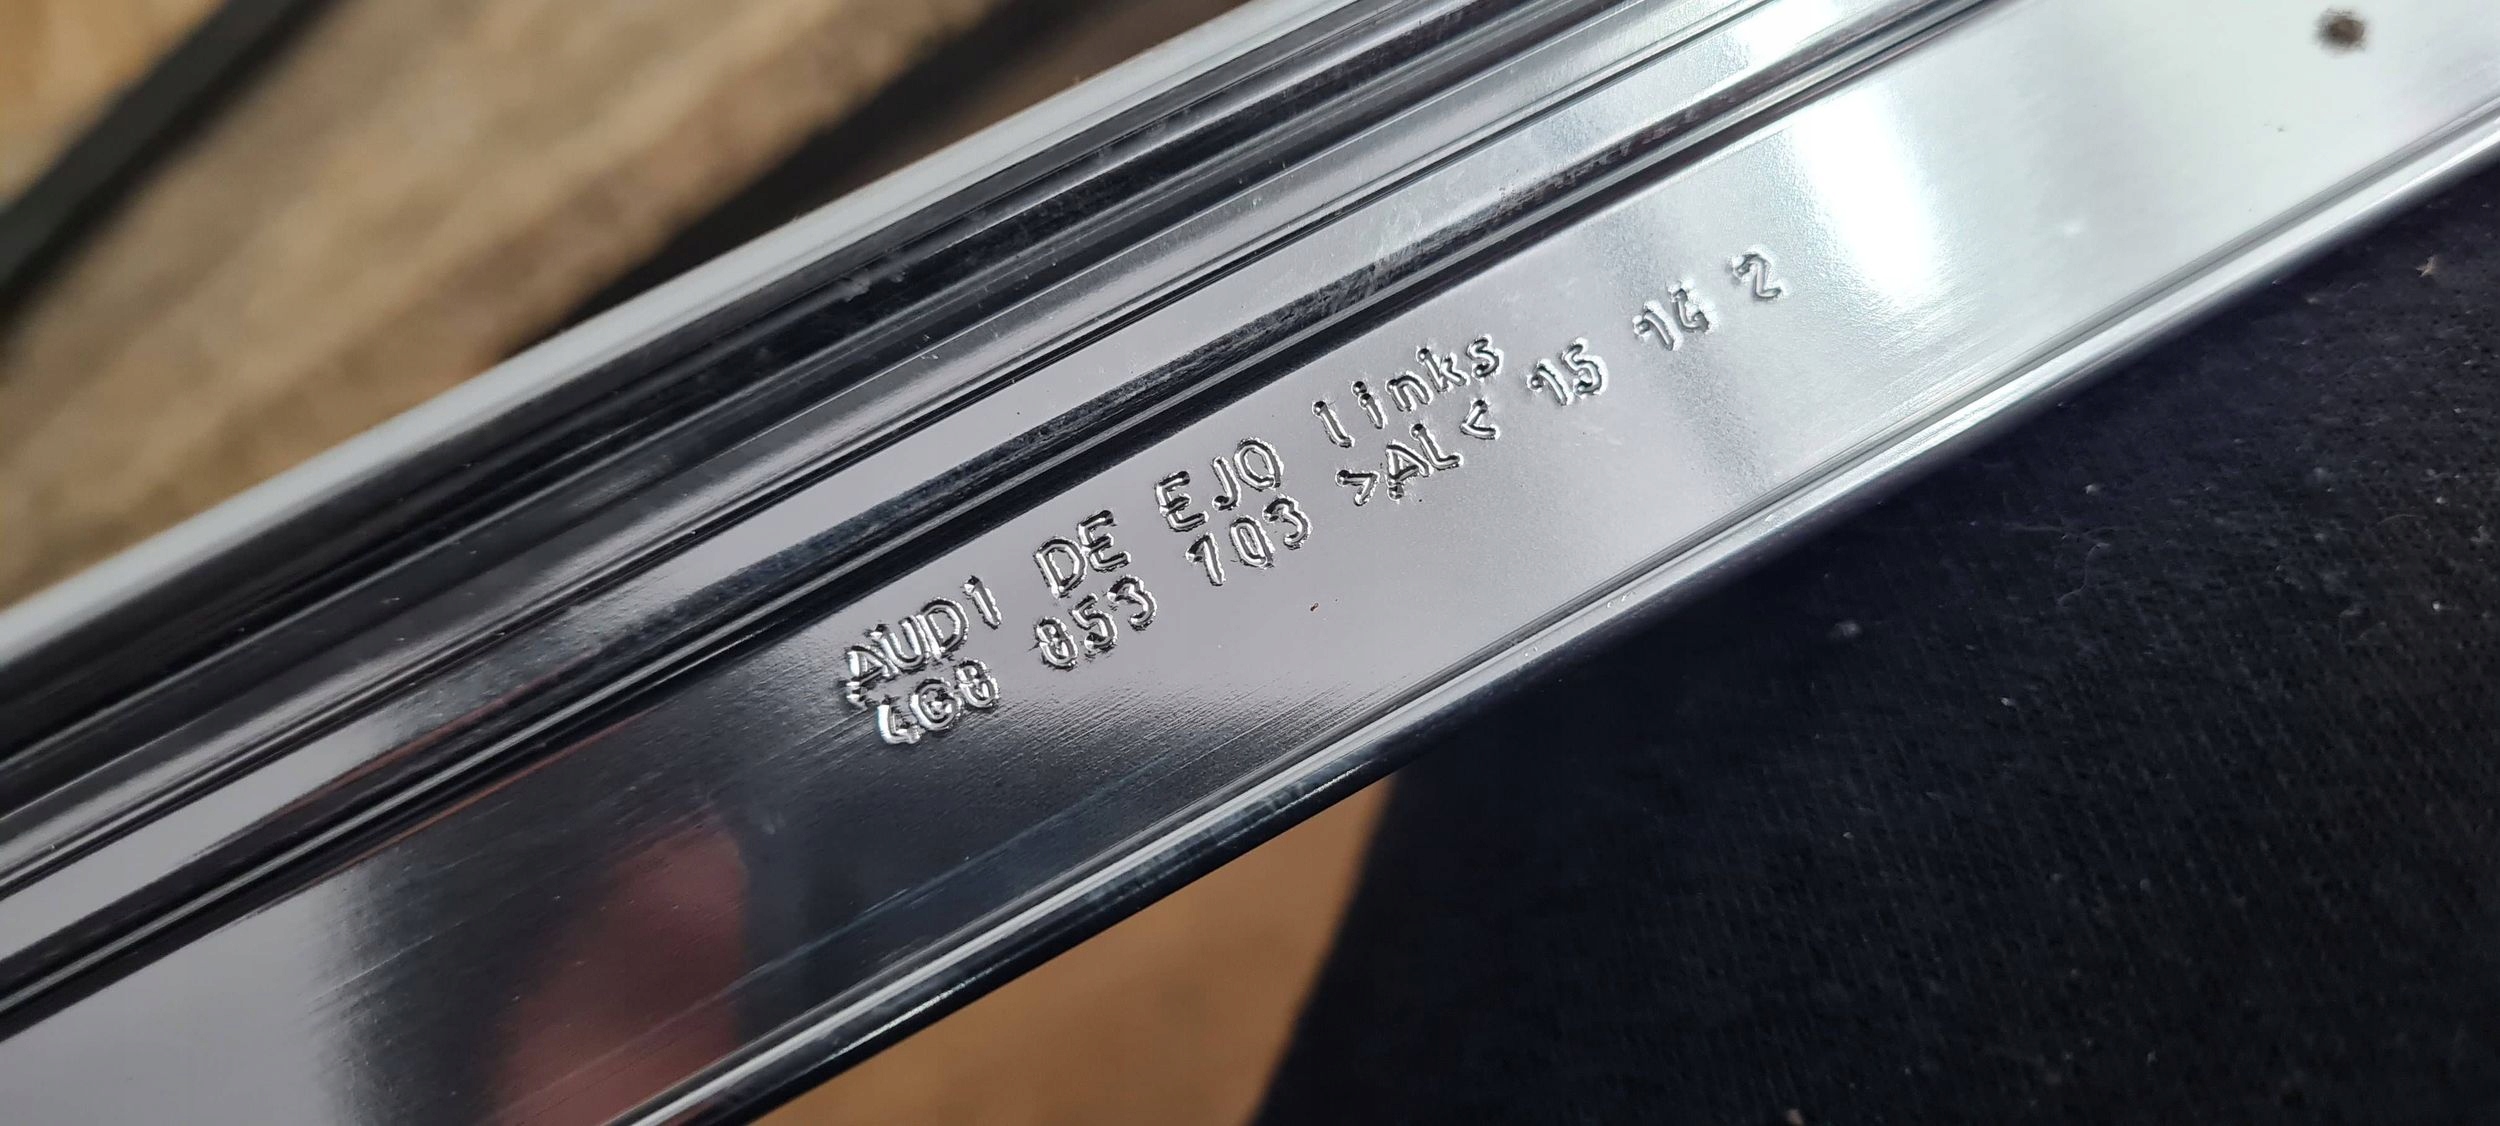 AUDI DE EJO links
4G8 853 703 >AL< 15 14 2